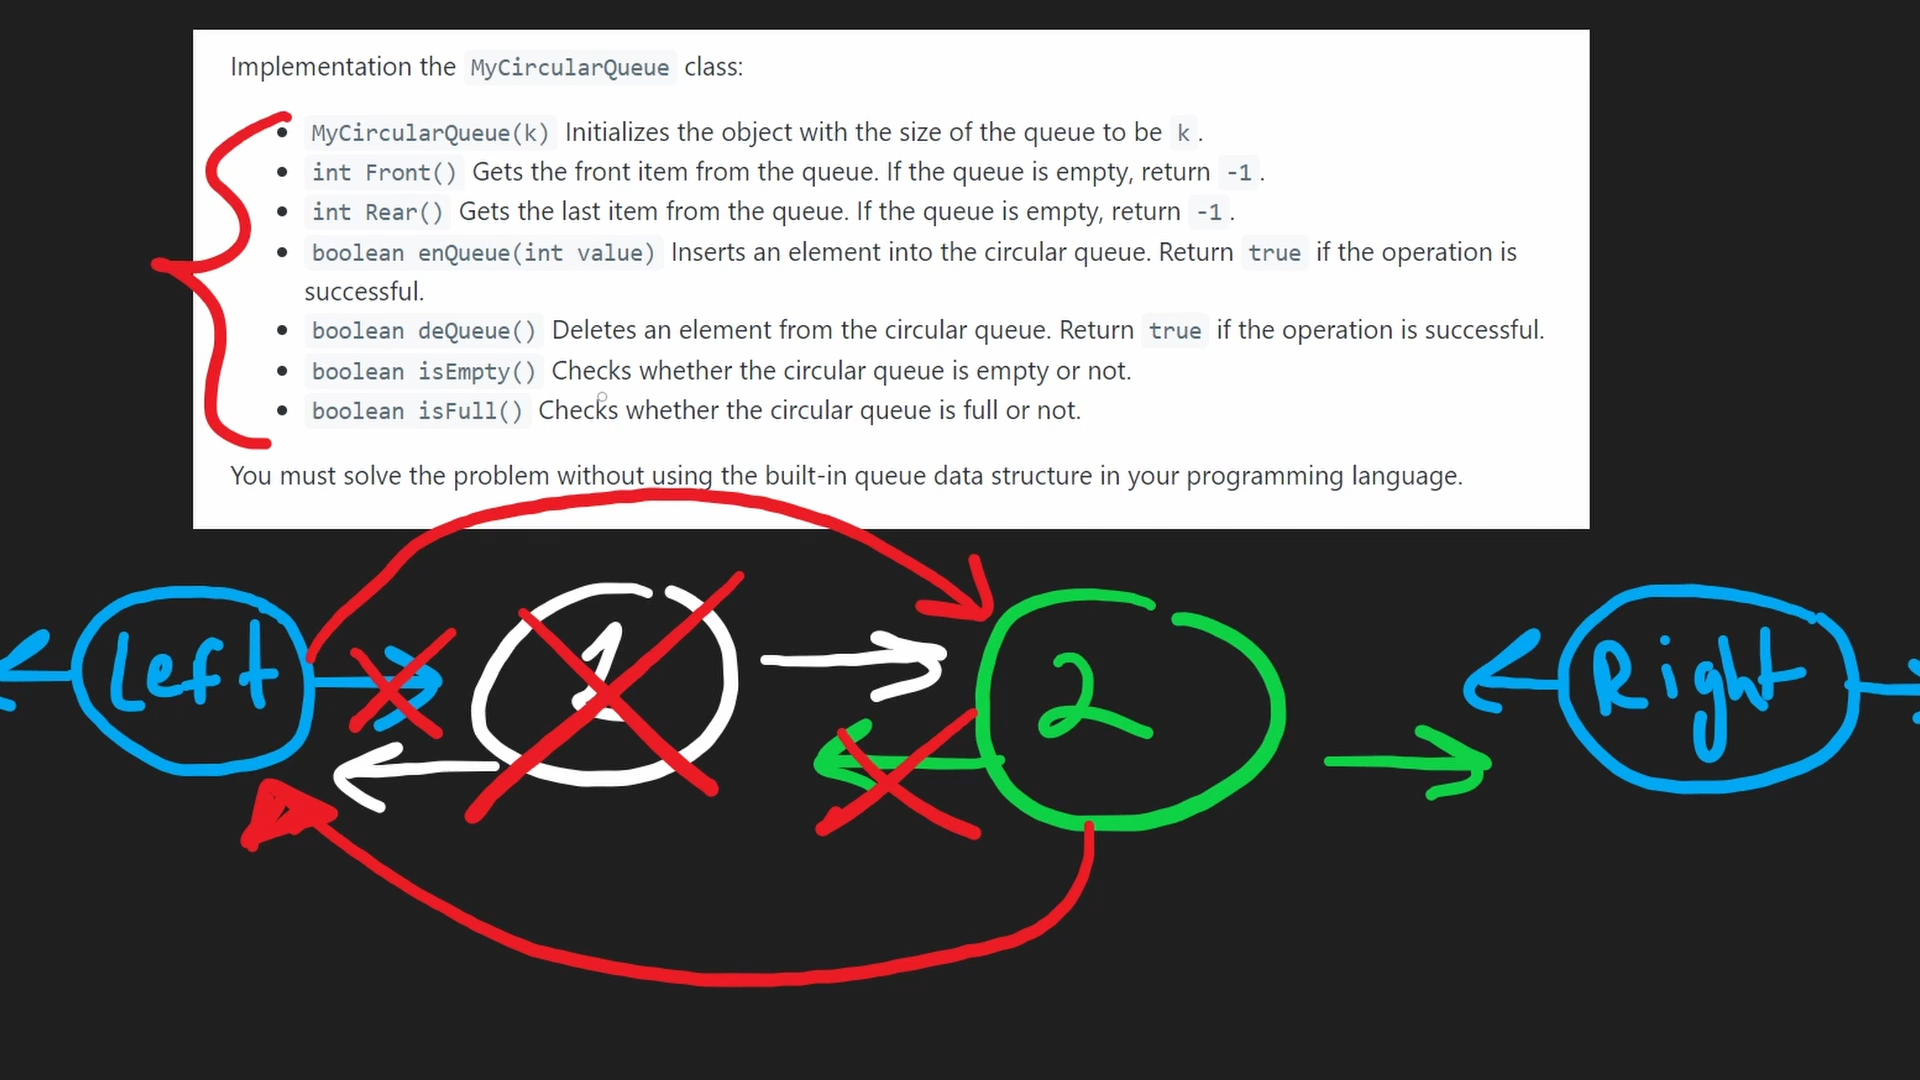 Implementation the MyCircularQueue class:
MyCircularQueue(k) Initializes the object with the size of the queue to be k.
int Front() Gets the front item from the queue. If the queue is empty, return -1.
int Rear() Gets the last item from the queue. If the queue is empty, return -1.
boolean enQueue(int value) Inserts an element into the circular queue. Return true if the operation is
successful.
boolean deQueue() Deletes an element from the circular queue. Return true if the operation is successful.
boolean isEmpty() Checks whether the circular queue is empty or not.
boolean isFull() Checks whether the circular queue is full or not.
You must solve the problem without using the built-in queue data structure in your programming language.
Left 1 2 Right